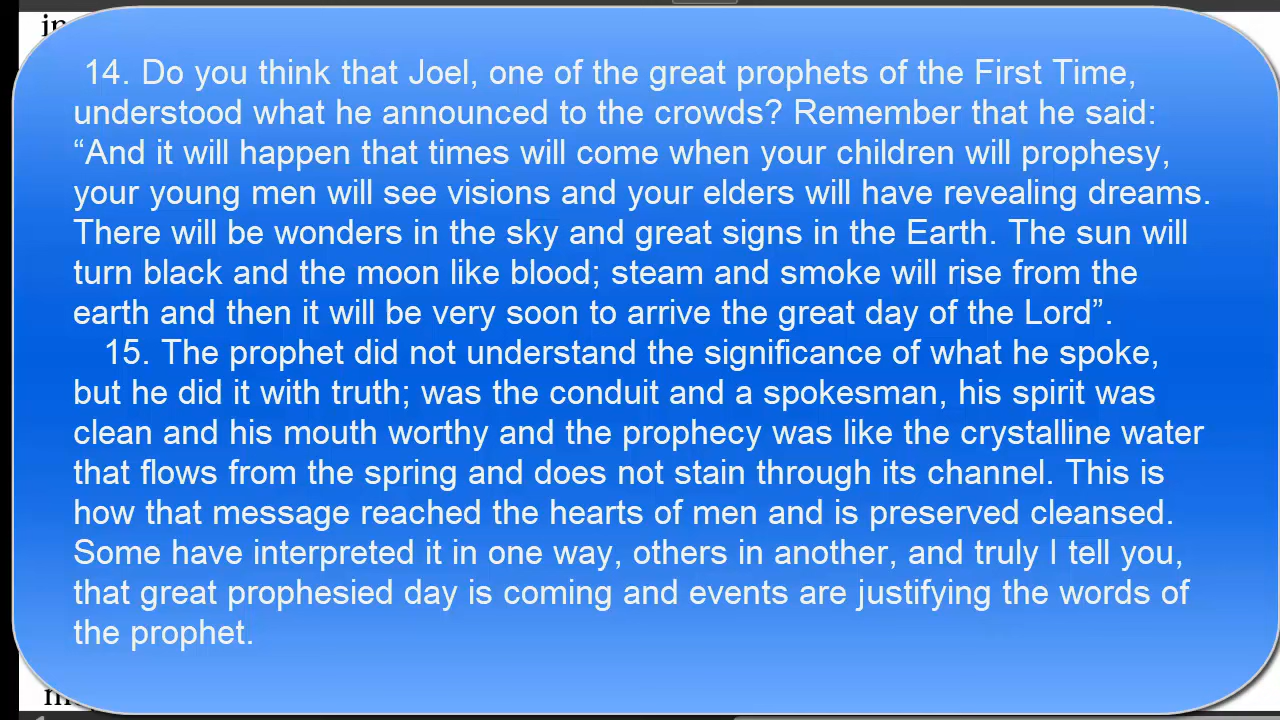 in
14. Do you think that Joel, one of the great prophets of the First Time,
understood what he announced to the crowds? Remember that he said:
“And it will happen that times will come when your children will prophesy,
your young men will see visions and your elders will have revealing dreams.
There will be wonders in the sky and great signs in the Earth. The sun will
turn black and the moon like blood; steam and smoke will rise from the
earth and then it will be very soon to arrive the great day of the Lord”.
15. The prophet did not understand the significance of what he spoke,
but he did it with truth; was the conduit and a spokesman, his spirit was
clean and his mouth worthy and the prophecy was like the crystalline water
that flows from the spring and does not stain through its channel. This is
how that message reached the hearts of men and is preserved cleansed.
Some have interpreted it in one way, others in another, and truly I tell you,
that great prophesied day is coming and events are justifying the words of
the prophet.